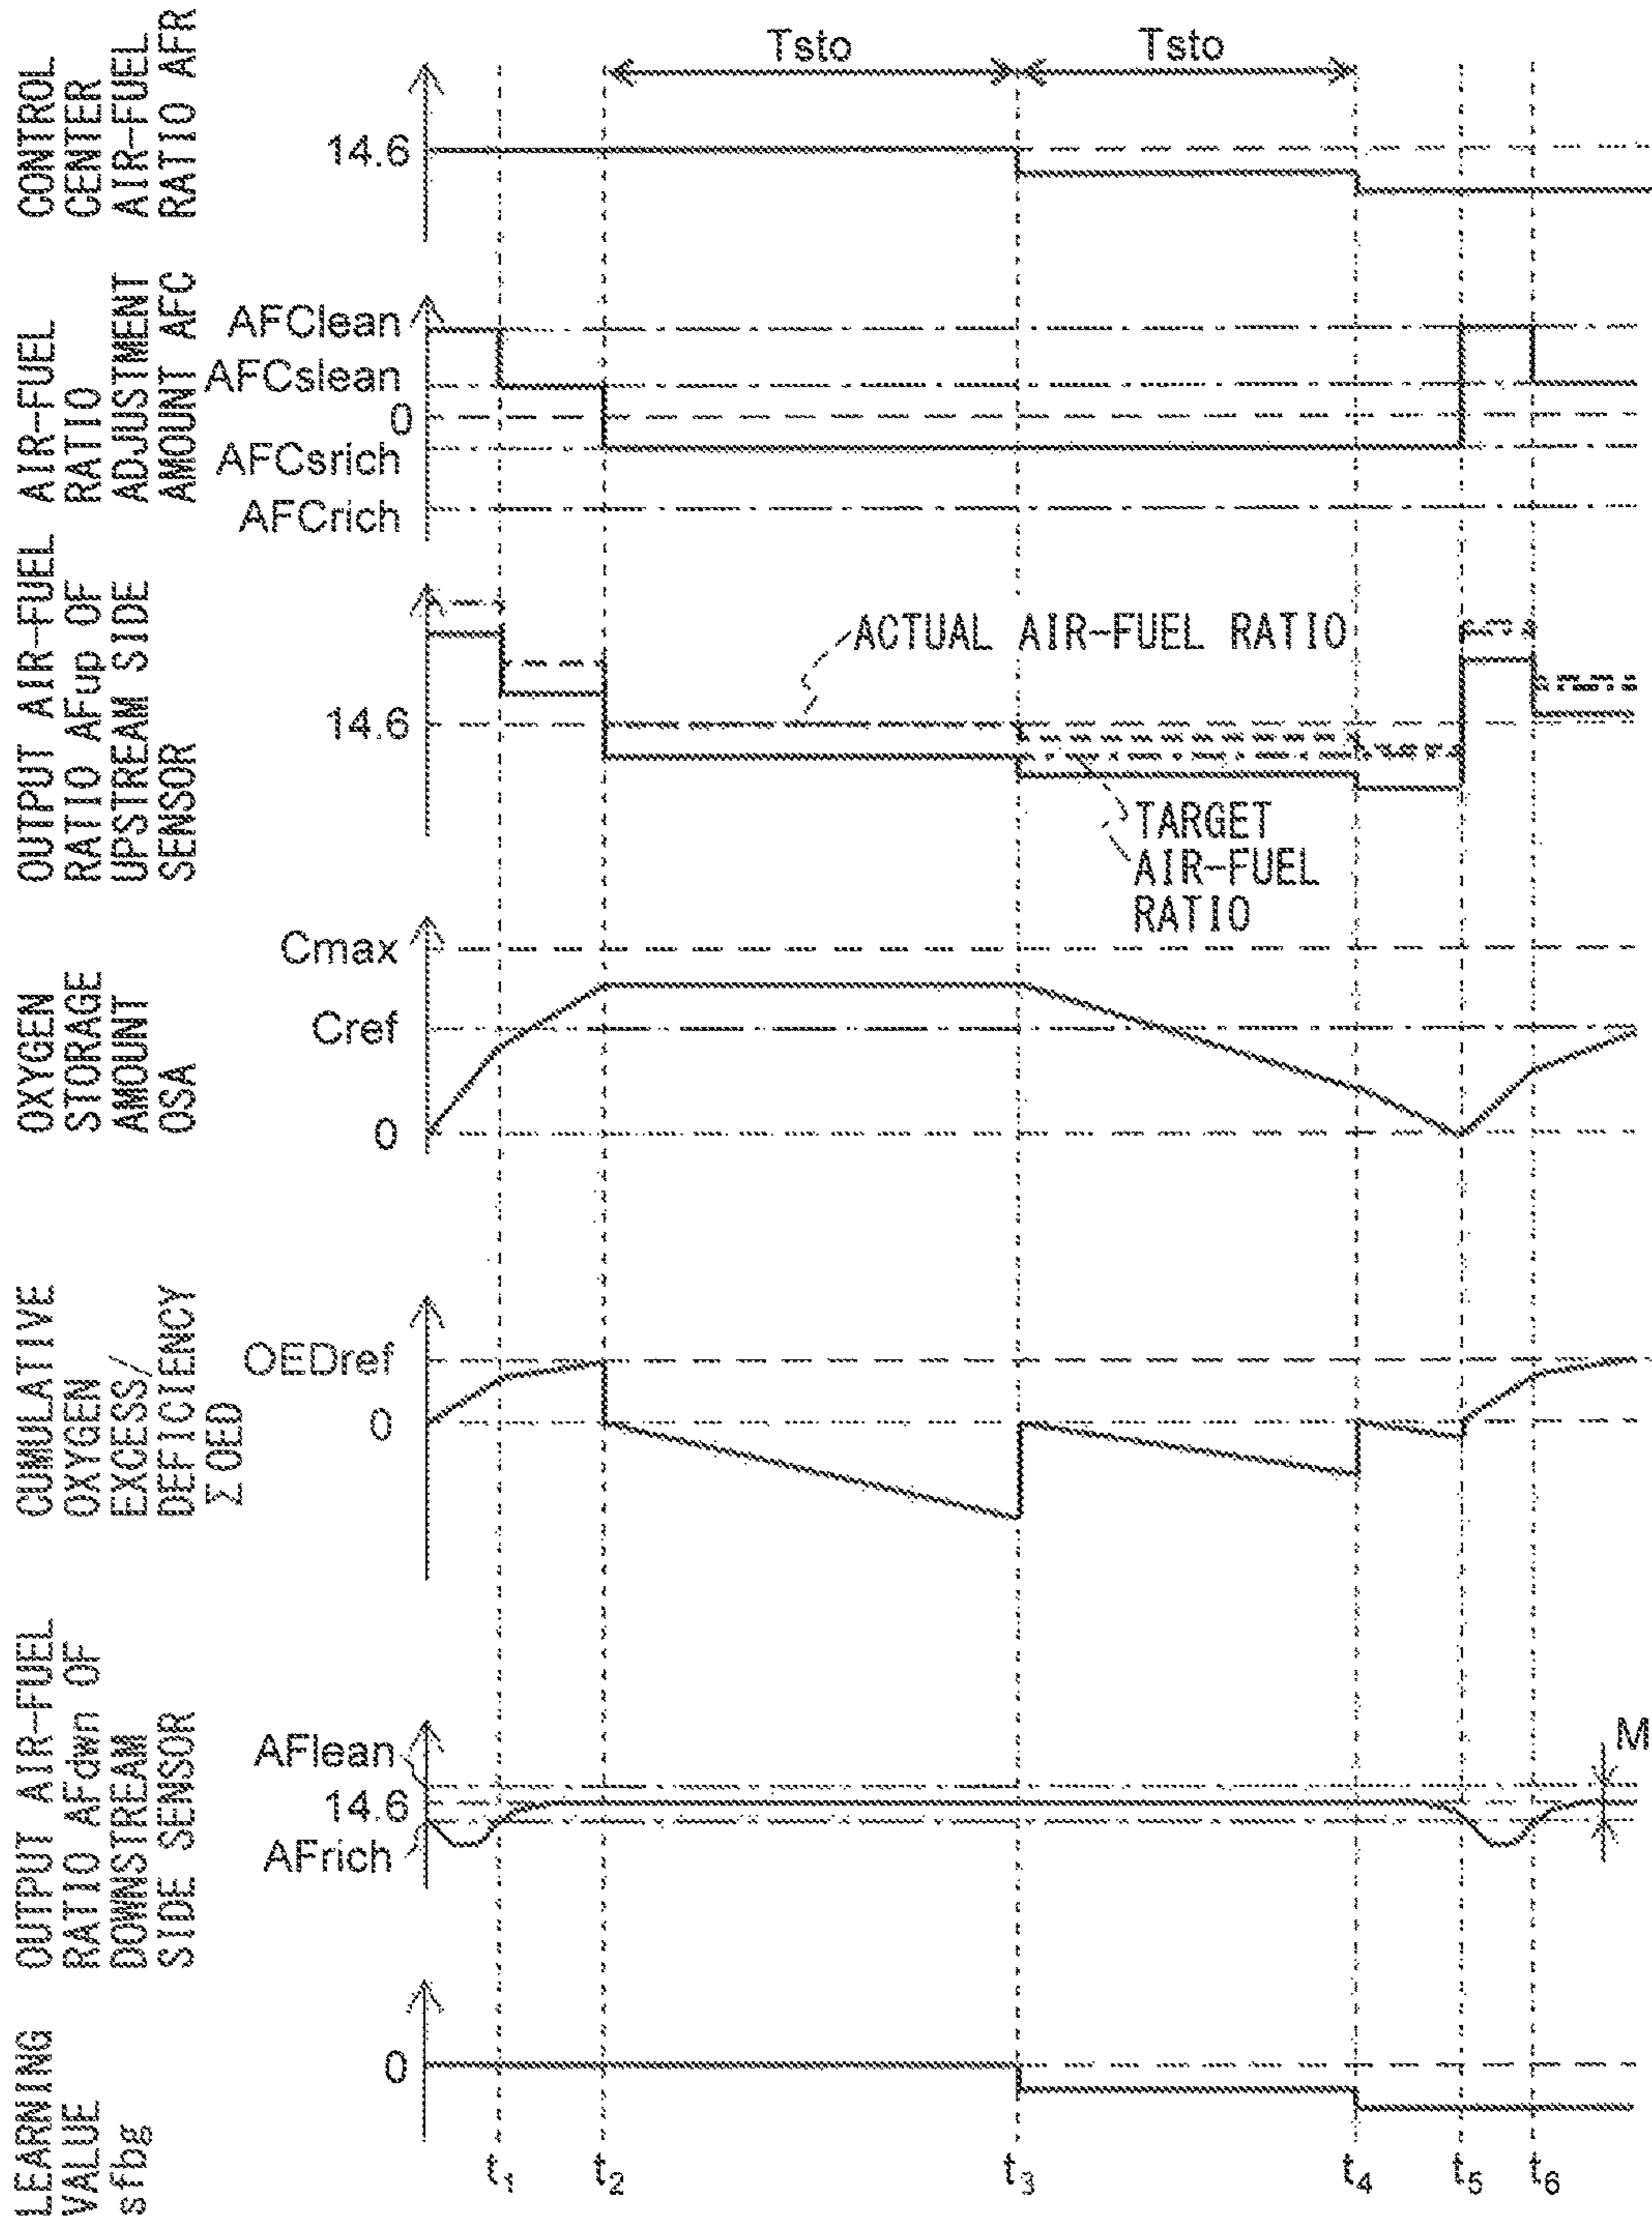 CONTROL
CENTER
AIR-FUEL
RATIO AFR
Tsto
Tsto
14.6
AIR-FUEL
RATIO
ADJUSTMENT
AMOUNT AFC
AFClean
AFCslean
0
AFCsrich
AFCrich
OUTPUT AIR-FUEL
RATIO AFup OF
UPSTREAM SIDE
SENSOR
ACTUAL AIR-FUEL RATIO
14.6
TARGET
AIR-FUEL
RATIO
OXYGEN
STORAGE
AMOUNT
OSA
Cmax
Cref
0
CUMULATIVE
OXYGEN
EXCESS/
DEFICIENCY
Σ OED
OEDref
0
OUTPUT AIR-FUEL
RATIO AFdwn OF
DOWNSTREAM
SIDE SENSOR
AFlean
14.6
AFrich
M
LEARNING
VALUE
sfbg
0
t₁ t₂ t₃ t₄ t₅ t₆